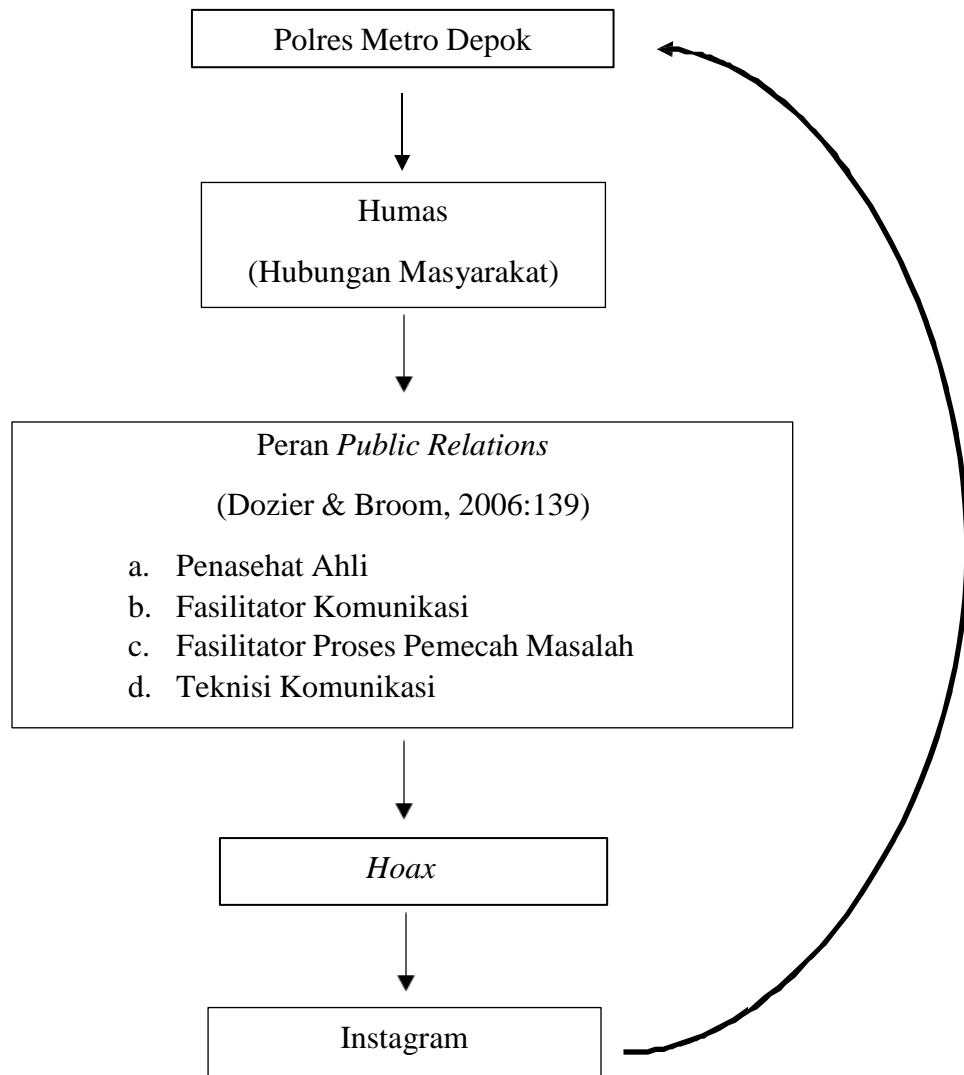 Polres Metro Depok
Humas
(Hubungan Masyarakat)
Peran Public Relations
(Dozier & Broom, 2006:139)
a. Penasehat Ahli
b. Fasilitator Komunikasi
c. Fasilitator Proses Pemecah Masalah
d. Teknisi Komunikasi
Hoax
Instagram